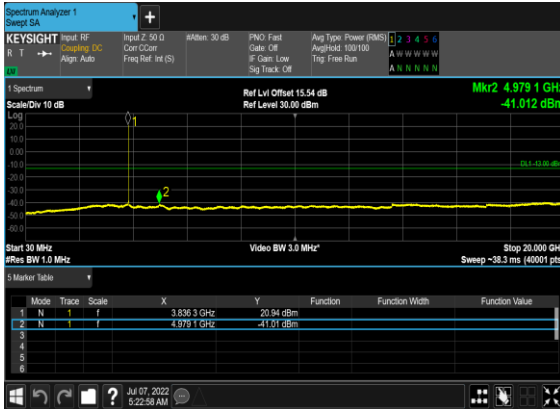 Spectrum Analyzer 1
Swept SA
+
KEYSIGHT Input: RF Input Z: 50 Ω #Atten: 30 dB PNO: Fast Avg Type: Power (RMS) 1 2 3 4 5 6
R T Coupling: DC Corr CCorr Gate: Off Avg|Hold: 100/100 A W W W W W
Align: Auto Freq Ref: Int (S) IF Gain: Low Trig: Free Run
Sig Track: Off A N N N N N
1 Spectrum Ref Lvl Offset 15.54 dB Mkr2 4.979 1 GHz
Scale/Div 10 dB Ref Level 30.00 dBm -41.012 dBm
Log
20.0
10.0
0.00
-10.0
-20.0
-30.0
-40.0
-50.0
-60.0
1
2
DL1 -13.00 dBm
Start 30 MHz Video BW 3.0 MHz* Stop 20.000 GHz
#Res BW 1.0 MHz Sweep ~38.3 ms (40001 pts)
5 Marker Table
Mode Trace Scale X Y Function Function Width Function Value
1 N 1 f 3.836 3 GHz 20.94 dBm
2 N 1 f 4.979 1 GHz -41.01 dBm
3
4
5
6
? Jul 07, 2022
5:22:58 AM